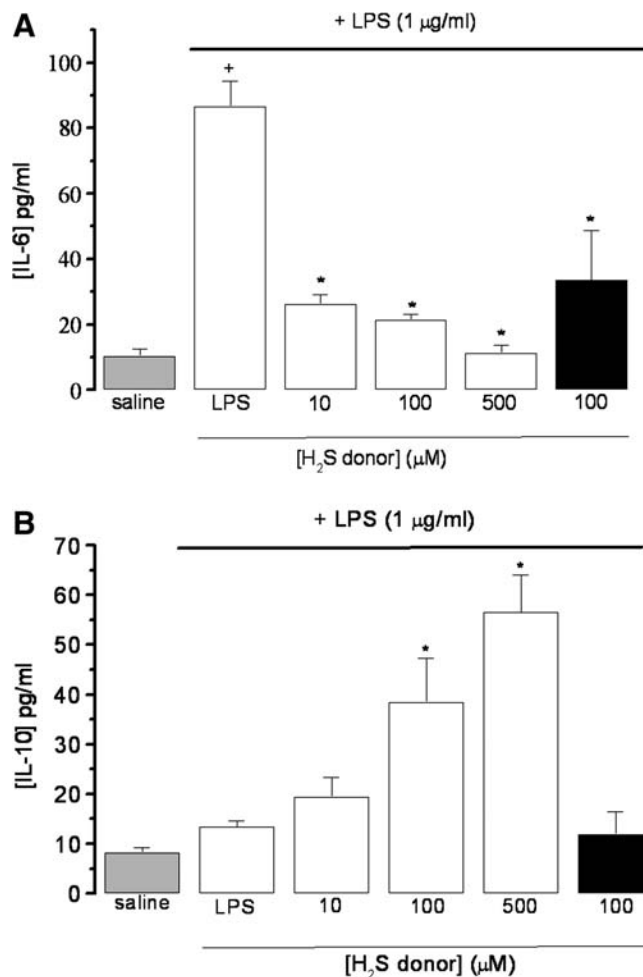 A
+ LPS (1 μg/ml)
[IL-6] pg/ml
100
80
60
40
20
0
+
*
*
*
*
saline LPS 10 100 500 100
[H₂S donor] (μM)
B
+ LPS (1 μg/ml)
[IL-10] pg/ml
70
60
50
40
30
20
10
0
*
*
saline LPS 10 100 500 100
[H₂S donor] (μM)